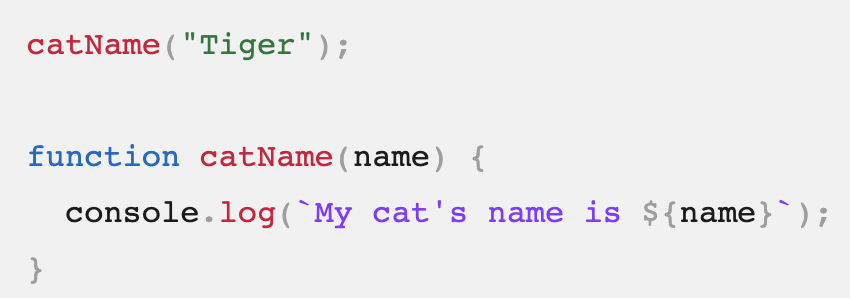 catName("Tiger");
function catName(name) {
  console.log(`My cat's name is ${name}`);
}